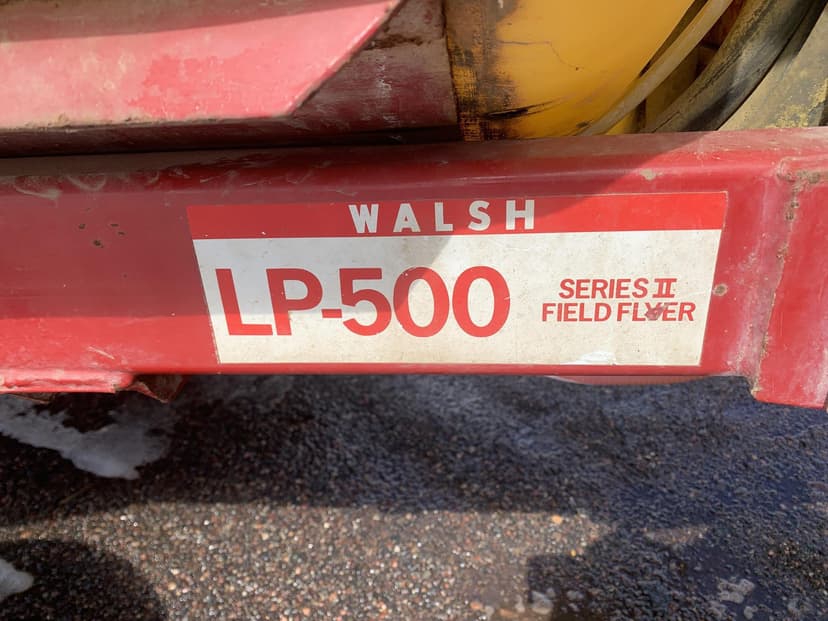 WALSH
LP-500
SERIES II
FIELD FLYER